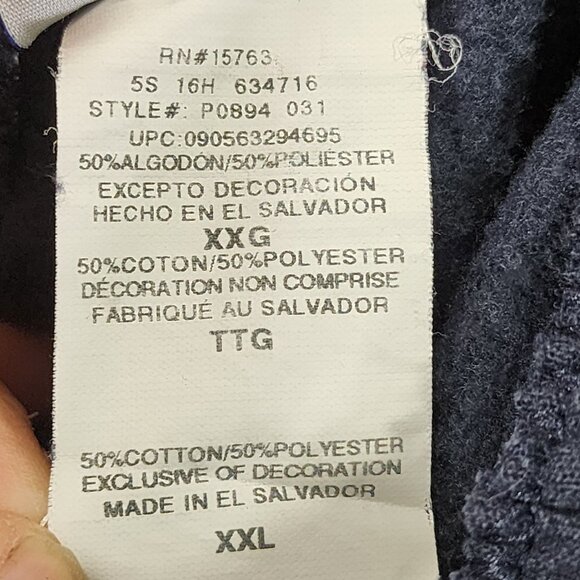 RN#15763
5S 16H 634716
STYLE#: P0894 031
UPC:090563294695
50%ALGODON/50%POLIÉSTER
EXCEPTO DECORACIÓN
HECHO EN EL SALVADOR
XXG
50%COTON/50%POLYESTER
DÉCORATION NON COMPRISE
FABRIQUÉ AU SALVADOR
TTG
50%COTTON/50%POLYESTER
EXCLUSIVE OF DECORATION
MADE IN EL SALVADOR
XXL